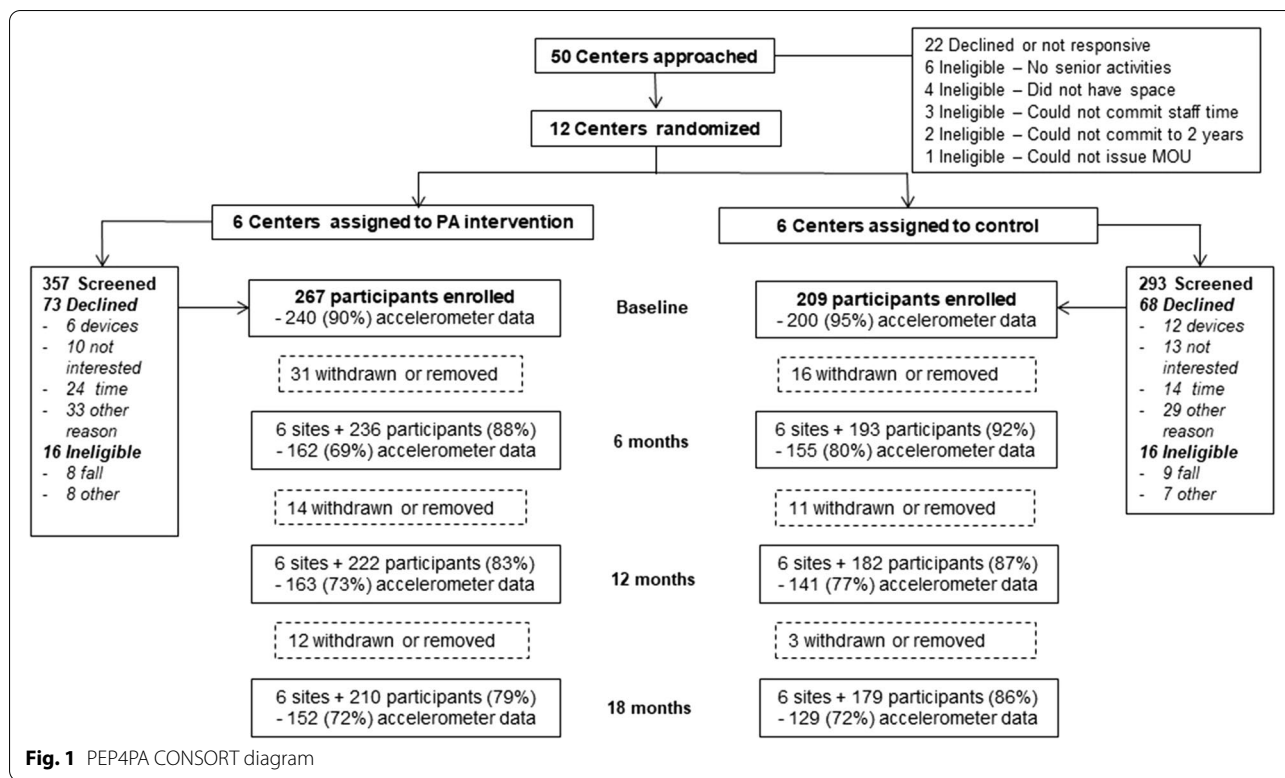 50 Centers approached
22 Declined or not responsive
6 Ineligible – No senior activities
4 Ineligible – Did not have space
3 Ineligible – Could not commit staff time
2 Ineligible – Could not commit to 2 years
1 Ineligible – Could not issue MOU
12 Centers randomized
6 Centers assigned to PA intervention
6 Centers assigned to control
357 Screened
73 Declined
- 6 devices
- 10 not
interested
- 24 time
- 33 other
reason
16 Ineligible
- 8 fall
- 8 other
267 participants enrolled
- 240 (90%) accelerometer data
Baseline
209 participants enrolled
- 200 (95%) accelerometer data
293 Screened
68 Declined
- 12 devices
- 13 not
interested
- 14 time
- 29 other
reason
16 Ineligible
- 9 fall
- 7 other
31 withdrawn or removed
16 withdrawn or removed
6 sites + 236 participants (88%)
- 162 (69%) accelerometer data
6 months
6 sites + 193 participants (92%)
- 155 (80%) accelerometer data
14 withdrawn or removed
11 withdrawn or removed
6 sites + 222 participants (83%)
- 163 (73%) accelerometer data
12 months
6 sites + 182 participants (87%)
- 141 (77%) accelerometer data
12 withdrawn or removed
3 withdrawn or removed
6 sites + 210 participants (79%)
- 152 (72%) accelerometer data
18 months
6 sites + 179 participants (86%)
- 129 (72%) accelerometer data
Fig. 1 PEP4PA CONSORT diagram